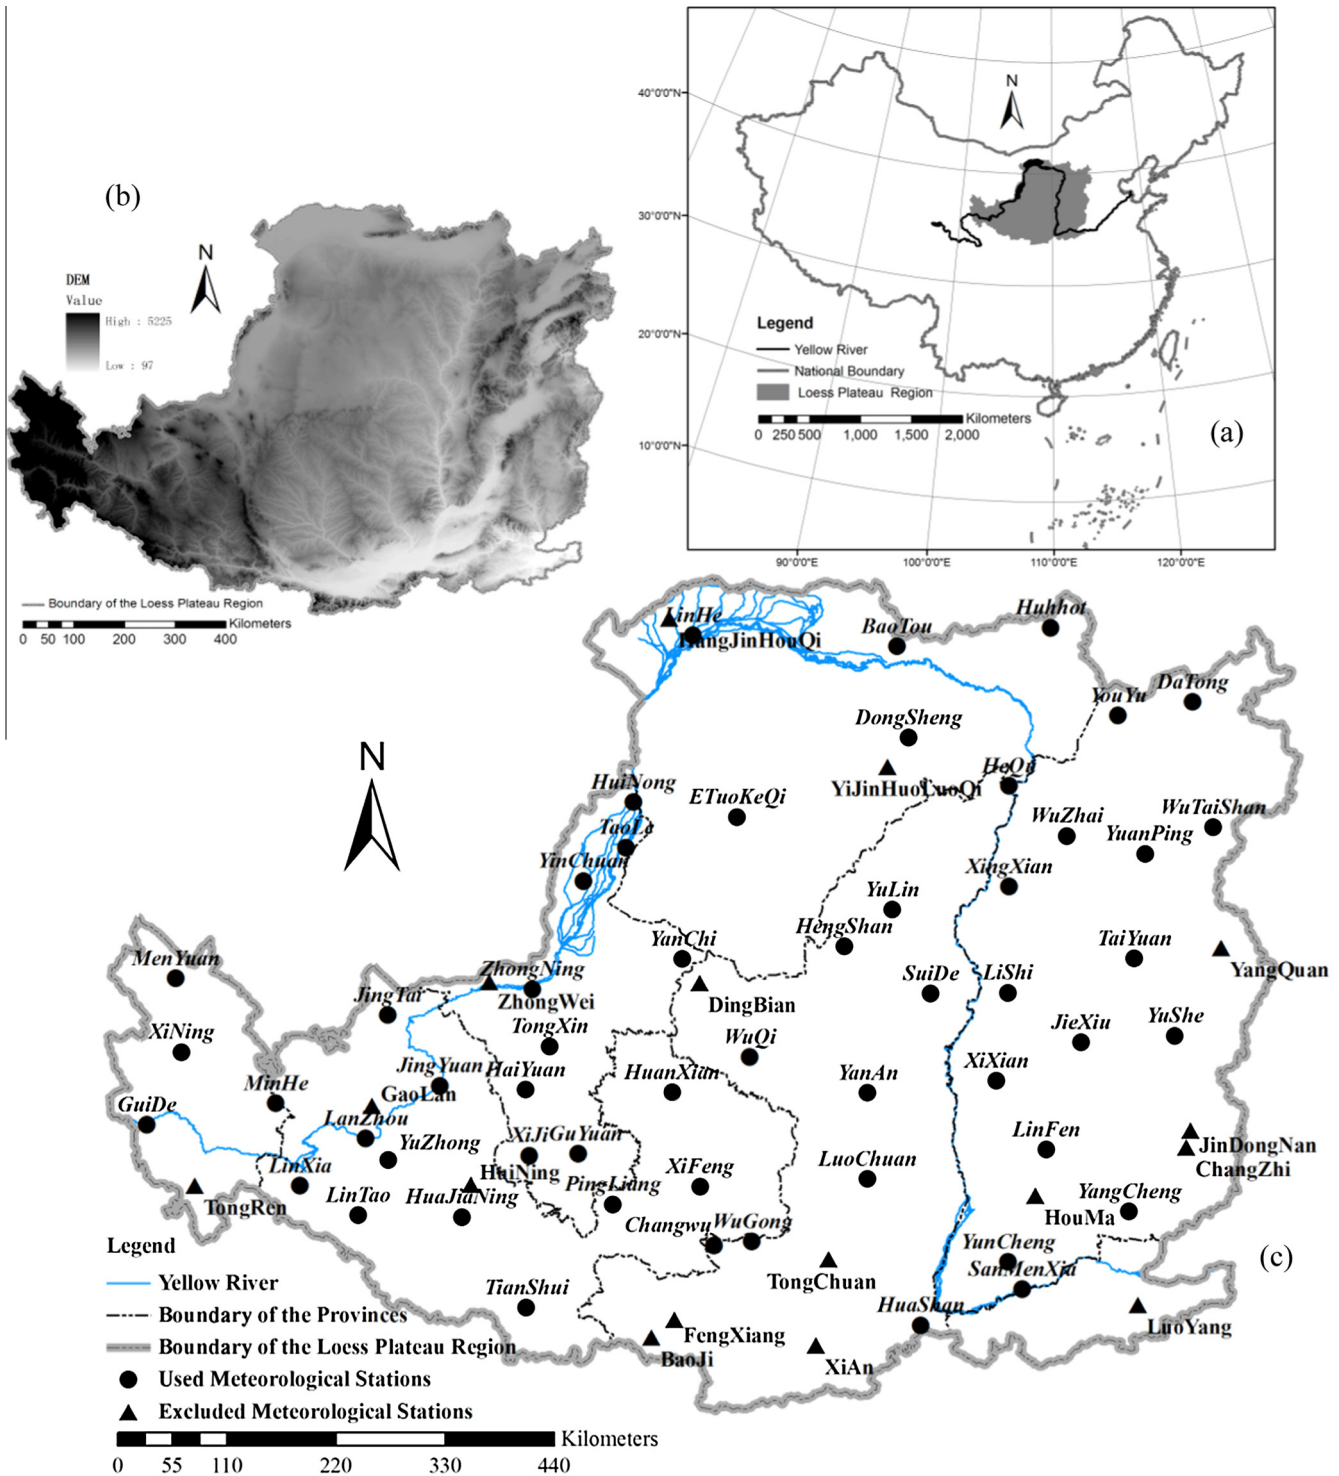 (b)
N
DEM
Value
High : 5225
Low : 97
Boundary of the Loess Plateau Region
Kilometers
0 50 100 200 300 400
40°0'0"N
30°0'0"N
20°0'0"N
10°0'0"N
N
Legend
Yellow River
National Boundary
Loess Plateau Region
Kilometers
0 250 500 1,000 1,500 2,000
(a)
90°0'0"E 100°0'0"E 110°0'0"E 120°0'0"E
LinHe
HangJinHouQi
BaoTou
Huhhot
YouYu
DaTong
DongSheng
YiJinHuoLuoQi
HeQu
N
HuiNong
ETuoKeQi
TaoLe
YinChuan
WuZhai
WuTaiShan
YuanPing
XingXian
YuLin
HengShan
YanChi
TaiYuan
YangQuan
MenYuan
ZhongNing
ZhongWei
DingBian
SuiDe
LiShi
JingTai
XiNing
TongXin
WuQi
JieXiu
YuShe
JingYuan
HaiYuan
HuanXian
YanAn
XiXian
MinHe
GaoLan
GuiDe
LanZhou
YuZhong
XiJi
GuYuan
LinFen
JinDongNan
ChangZhi
LinXia
HuiNing
PingLiang
XiFeng
LuoChuan
TongRen
LinTao
HuaJiaNing
Changwu
WuGong
YangCheng
HouMa
YunCheng
SanMenXia
(c)
TongChuan
TianShui
HuaShan
FengXiang
BaoJi
XiAn
LuoYang
Legend
Yellow River
Boundary of the Provinces
Boundary of the Loess Plateau Region
Used Meteorological Stations
Excluded Meteorological Stations
Kilometers
0 55 110 220 330 440